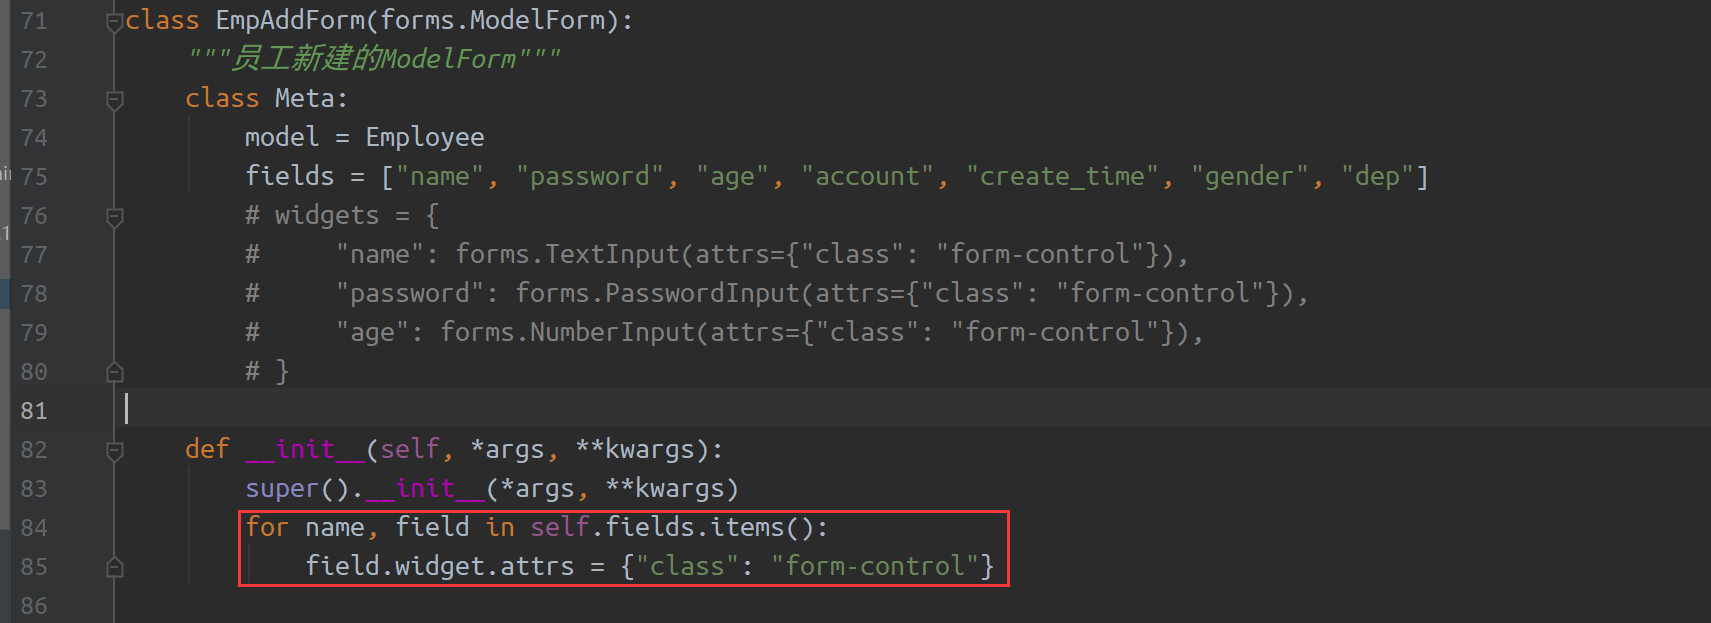 71 class EmpAddForm(forms.ModelForm):
72 """员工新建的ModelForm"""
73 class Meta:
74 model = Employee
75 fields = ["name", "password", "age", "account", "create_time", "gender", "dep"]
76 # widgets = {
77 #     "name": forms.TextInput(attrs={"class": "form-control"}),
78 #     "password": forms.PasswordInput(attrs={"class": "form-control"}),
79 #     "age": forms.NumberInput(attrs={"class": "form-control"}),
80 # }
81
82 def __init__(self, *args, **kwargs):
83 super().__init__(*args, **kwargs)
84 for name, field in self.fields.items():
85 field.widget.attrs = {"class": "form-control"}
86